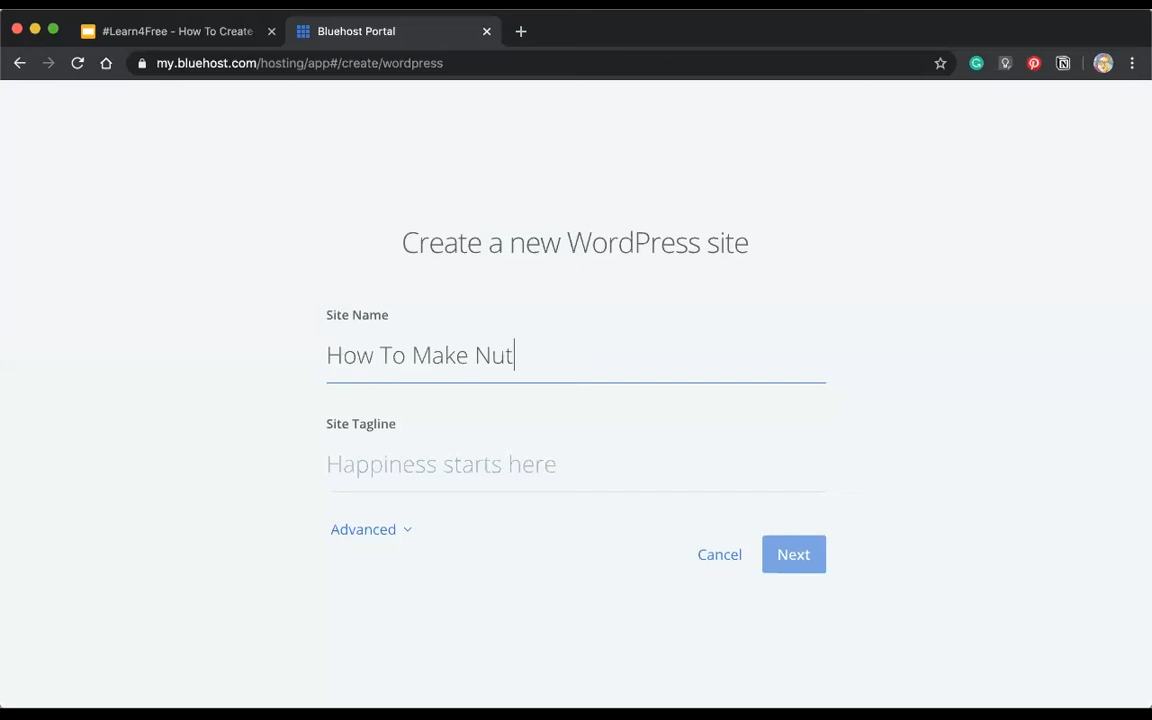 #Learn4Free - How To Create
Bluehost Portal
my.bluehost.com/hosting/app#/create/wordpress
Create a new WordPress site
Site Name
How To Make Nut
Site Tagline
Happiness starts here
Advanced
Cancel
Next